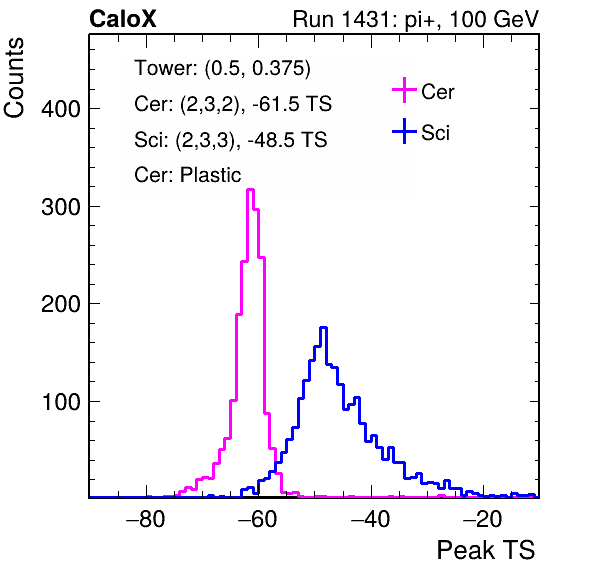 CaloX Run 1431: pi+, 100 GeV
Counts
Tower: (0.5, 0.375)
Cer: (2,3,2), -61.5 TS
Sci: (2,3,3), -48.5 TS
Cer: Plastic
Cer
Sci
400
300
200
100
−80 −60 −40 −20
Peak TS